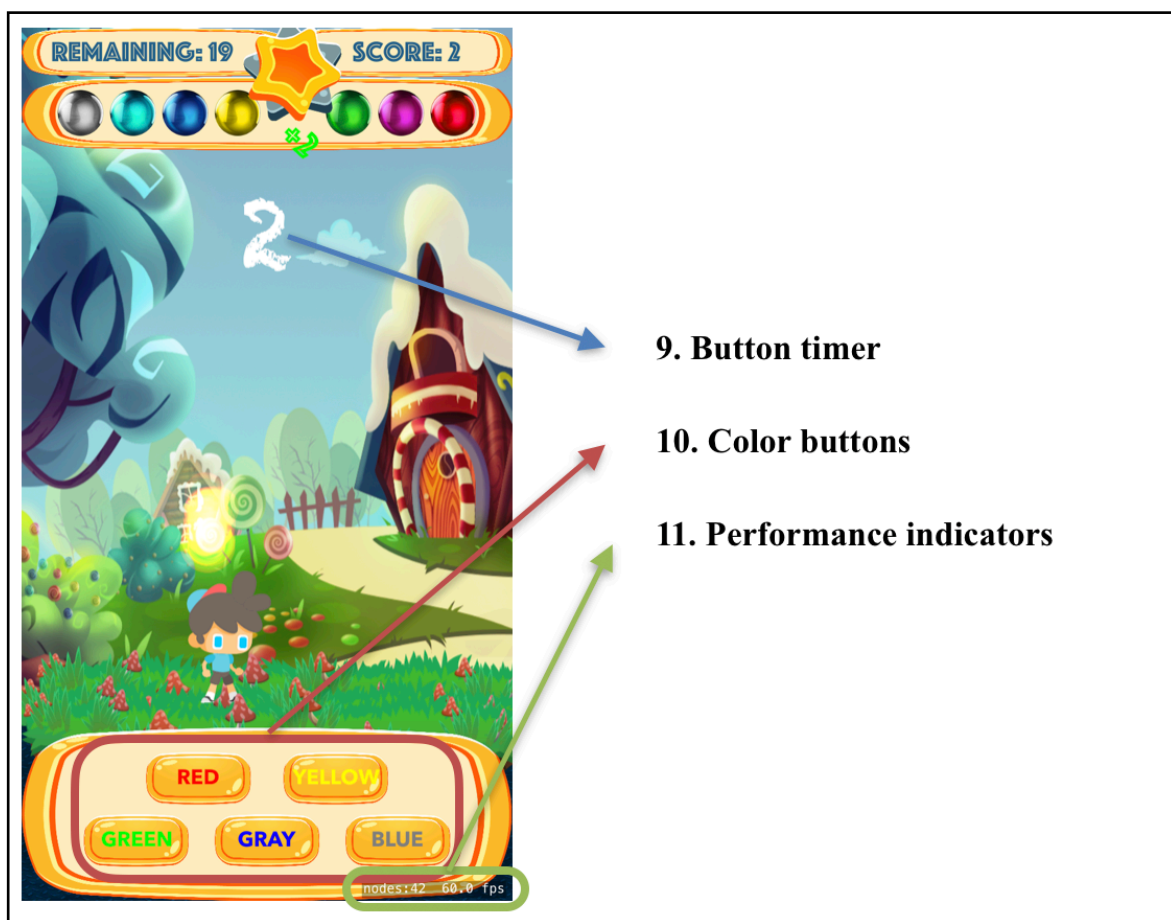 REMAINING: 19 SCORE: 2
×2
2
9. Button timer
10. Color buttons
11. Performance indicators
RED YELLOW
GREEN GRAY BLUE
nodes:42 60.0 fps